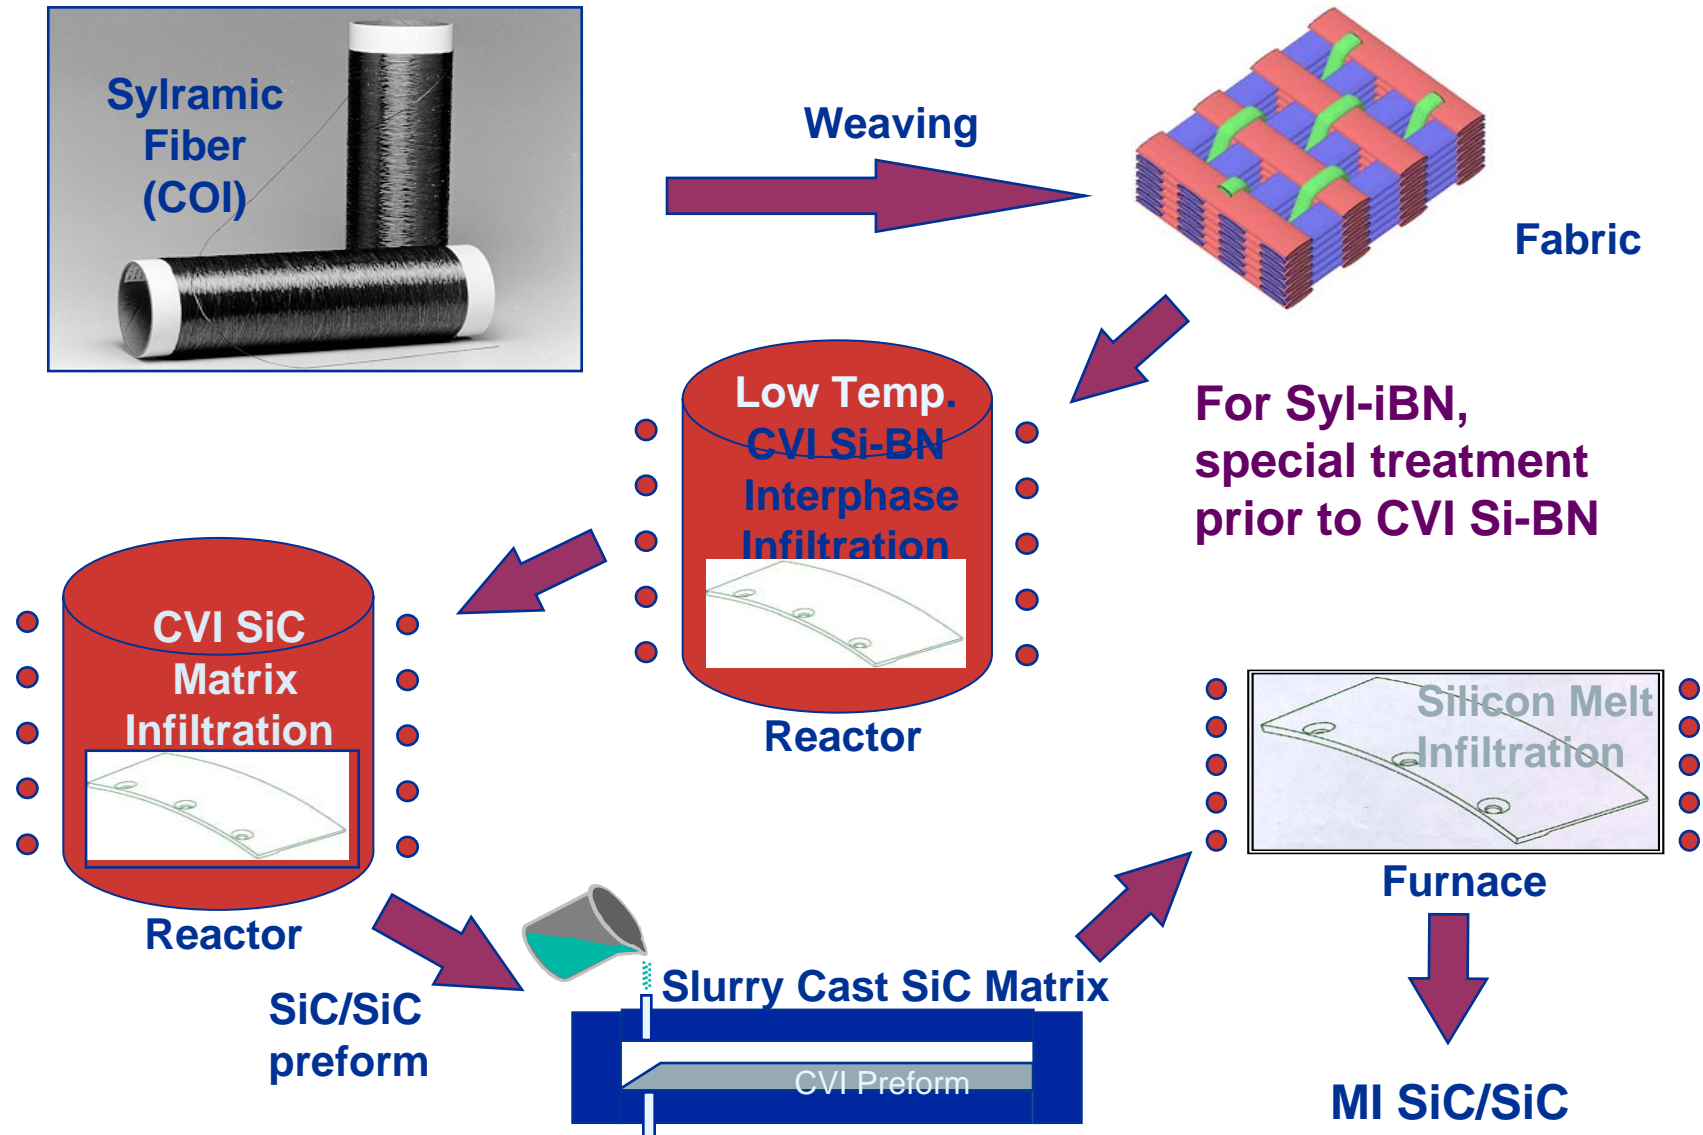 Sylramic
Fiber
(COI)
Weaving
Fabric
Low Temp.
CVI Si-BN
Interphase
Infiltration
Reactor
For Syl-iBN,
special treatment
prior to CVI Si-BN
CVI SiC
Matrix
Infiltration
Reactor
SiC/SiC
preform
Slurry Cast SiC Matrix
CVI Preform
Silicon Melt
Infiltration
Furnace
MI SiC/SiC